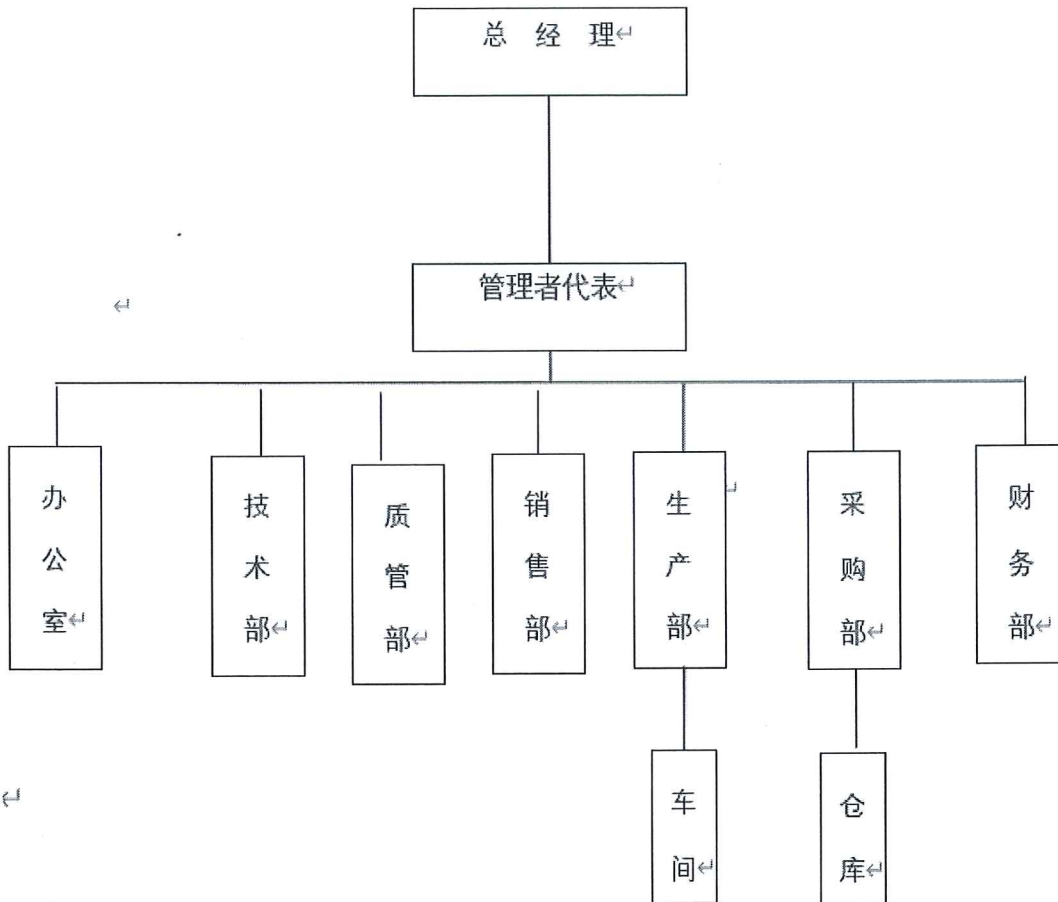 总 经 理
管理者代表
办公室
技术部
质管部
销售部
生产部
采购部
财务部
车间
仓库